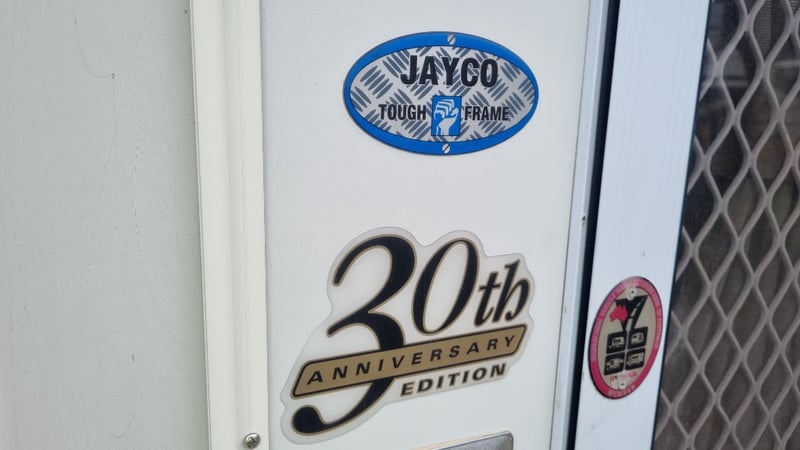 JAYCO
TOUGH FRAME
30th
ANNIVERSARY
EDITION